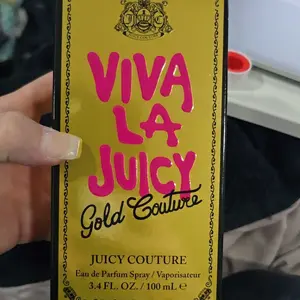 VIVA
LA
JUICY
Gold Couture
JUICY COUTURE
Eau de Parfum Spray / Vaporisateur
3.4 FL. OZ. / 100 mL ℮